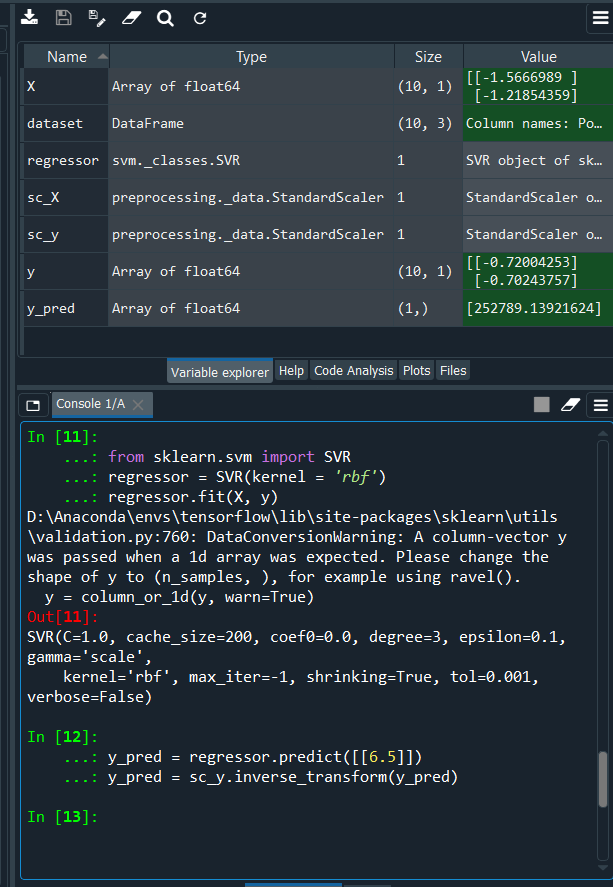 Name Type Size Value
X Array of float64 (10, 1) [[-1.5666989 ]
[-1.21854359]
dataset DataFrame (10, 3) Column names: Po…
regressor svm._classes.SVR 1 SVR object of sk…
sc_X preprocessing._data.StandardScaler 1 StandardScaler o…
sc_y preprocessing._data.StandardScaler 1 StandardScaler o…
y Array of float64 (10, 1) [[-0.72004253]
[-0.70243757]
y_pred Array of float64 (1,) [252789.13921624]
Variable explorer Help Code Analysis Plots Files
Console 1/A
In [11]:
...: from sklearn.svm import SVR
...: regressor = SVR(kernel = 'rbf')
...: regressor.fit(X, y)
D:\Anaconda\envs\tensorflow\lib\site-packages\sklearn\utils
\validation.py:760: DataConversionWarning: A column-vector y
was passed when a 1d array was expected. Please change the
shape of y to (n_samples, ), for example using ravel().
y = column_or_1d(y, warn=True)
Out[11]:
SVR(C=1.0, cache_size=200, coef0=0.0, degree=3, epsilon=0.1,
gamma='scale',
kernel='rbf', max_iter=-1, shrinking=True, tol=0.001,
verbose=False)
In [12]:
...: y_pred = regressor.predict([[6.5]])
...: y_pred = sc_y.inverse_transform(y_pred)
In [13]: